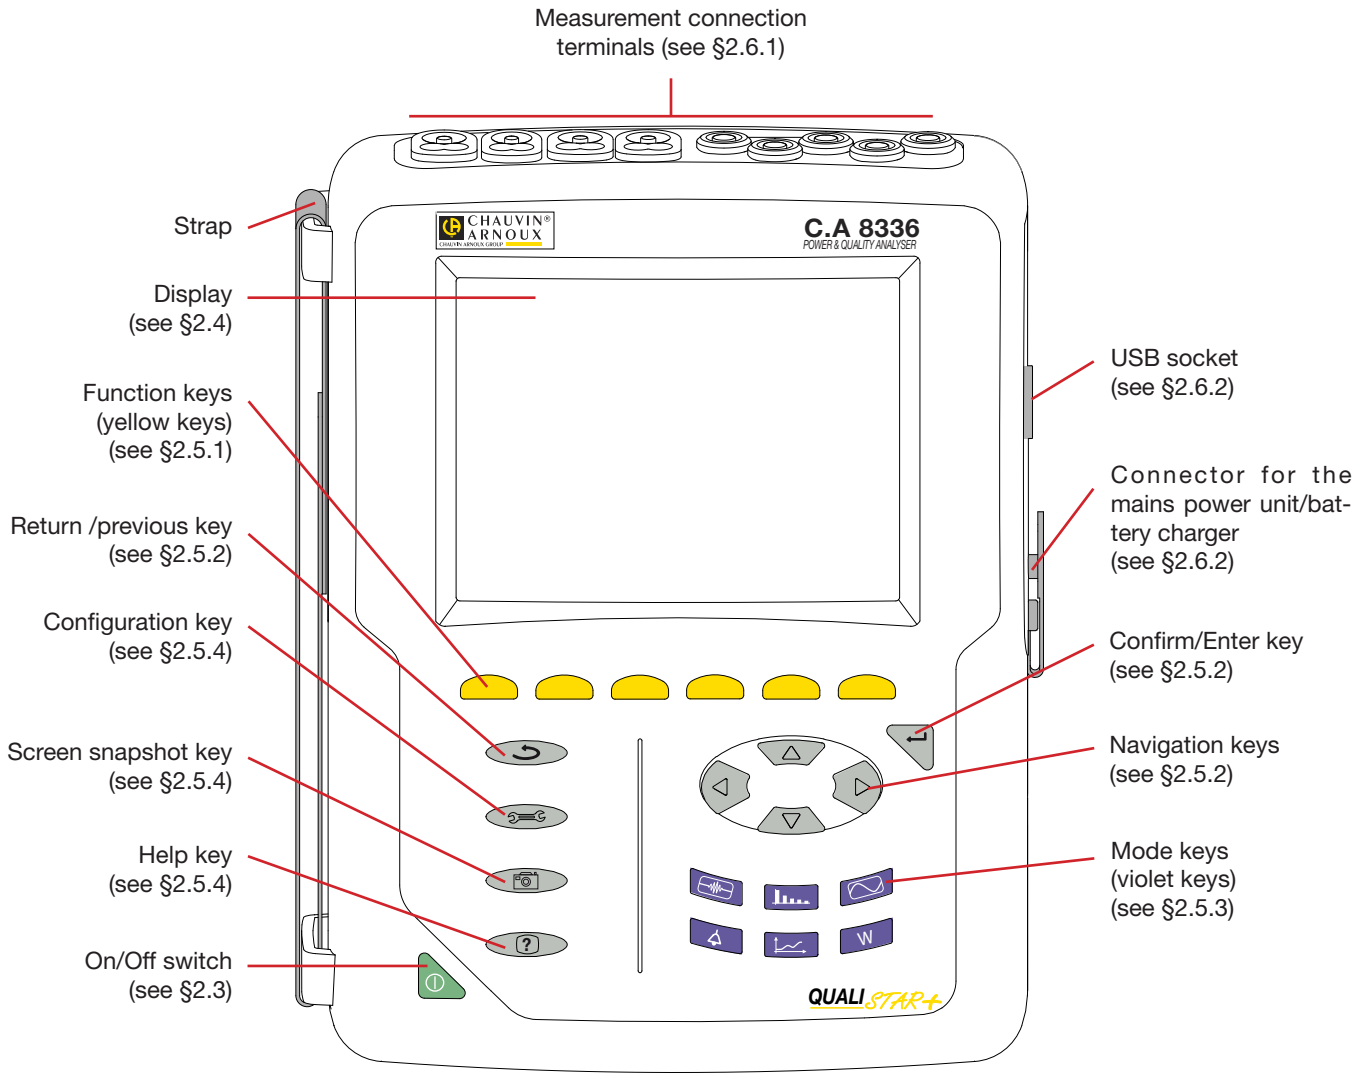 Measurement connection
terminals (see §2.6.1)
CHAUVIN®
ARNOUX
CHAUVIN ARNOUX GROUP
C.A 8336
POWER & QUALITY ANALYSER
Strap
Display
(see §2.4)
Function keys
(yellow keys)
(see §2.5.1)
Return /previous key
(see §2.5.2)
Configuration key
(see §2.5.4)
Screen snapshot key
(see §2.5.4)
Help key
(see §2.5.4)
On/Off switch
(see §2.3)
USB socket
(see §2.6.2)
Connector for the
mains power unit/bat-
tery charger
(see §2.6.2)
Confirm/Enter key
(see §2.5.2)
Navigation keys
(see §2.5.2)
Mode keys
(violet keys)
(see §2.5.3)
?
W
QUALISTAR+